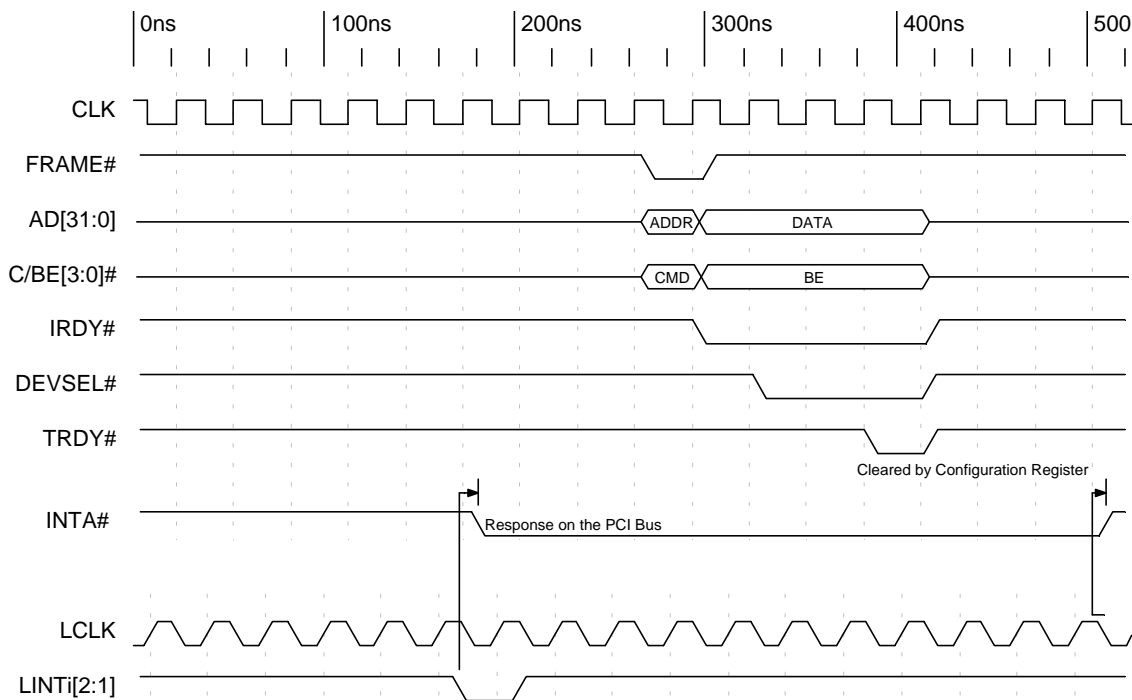 0ns 100ns 200ns 300ns 400ns 500
CLK
FRAME#
AD[31:0] ADDR DATA
C/BE[3:0]# CMD BE
IRDY#
DEVSEL#
TRDY#
Cleared by Configuration Register
INTA# Response on the PCI Bus
LCLK
LINTi[2:1]